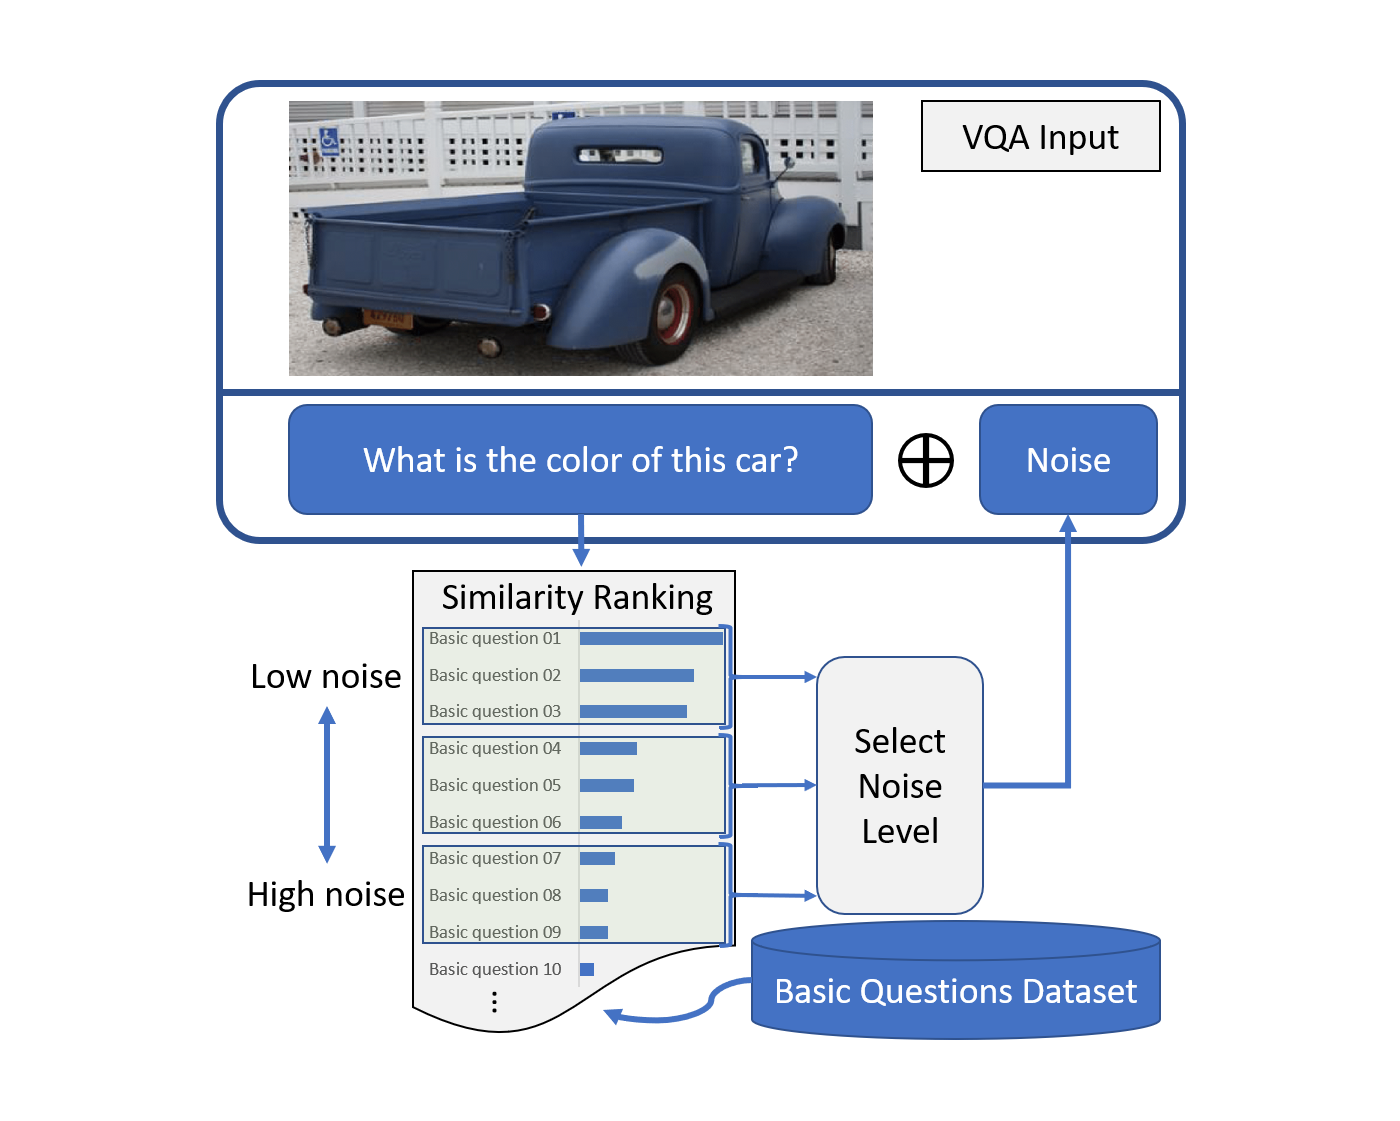 VQA Input
What is the color of this car?
Noise
Similarity Ranking
Basic question 01
Basic question 02
Basic question 03
Basic question 04
Basic question 05
Basic question 06
Basic question 07
Basic question 08
Basic question 09
Basic question 10
⋮
Low noise
High noise
Select
Noise
Level
Basic Questions Dataset